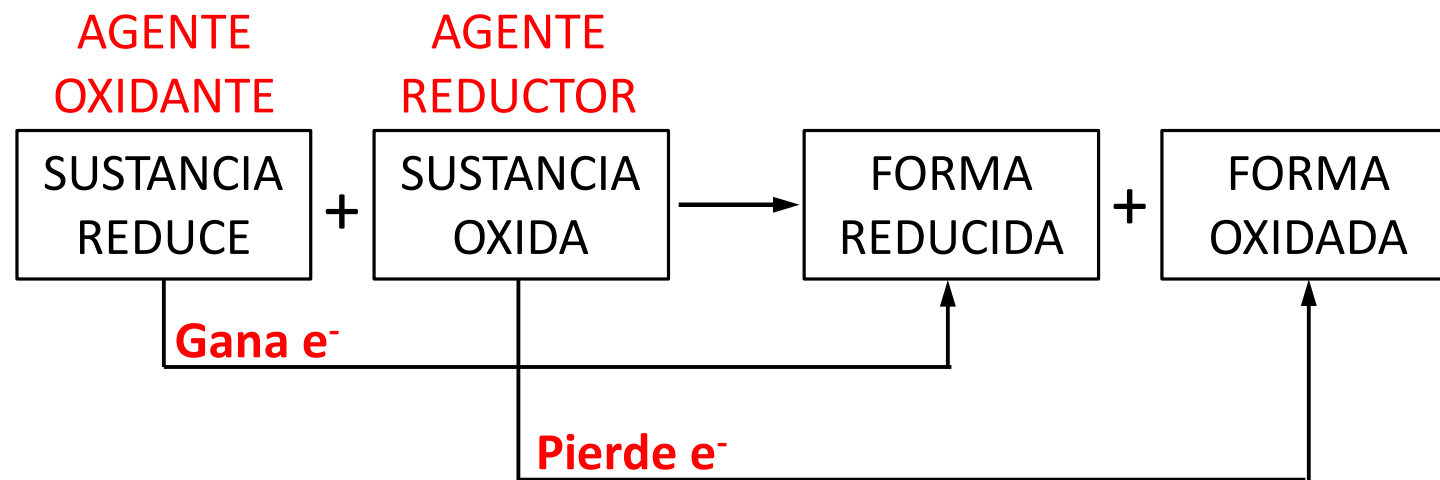 AGENTE
OXIDANTE
AGENTE
REDUCTOR
SUSTANCIA
REDUCE
+
SUSTANCIA
OXIDA
FORMA
REDUCIDA
+
FORMA
OXIDADA
Gana e⁻
Pierde e⁻